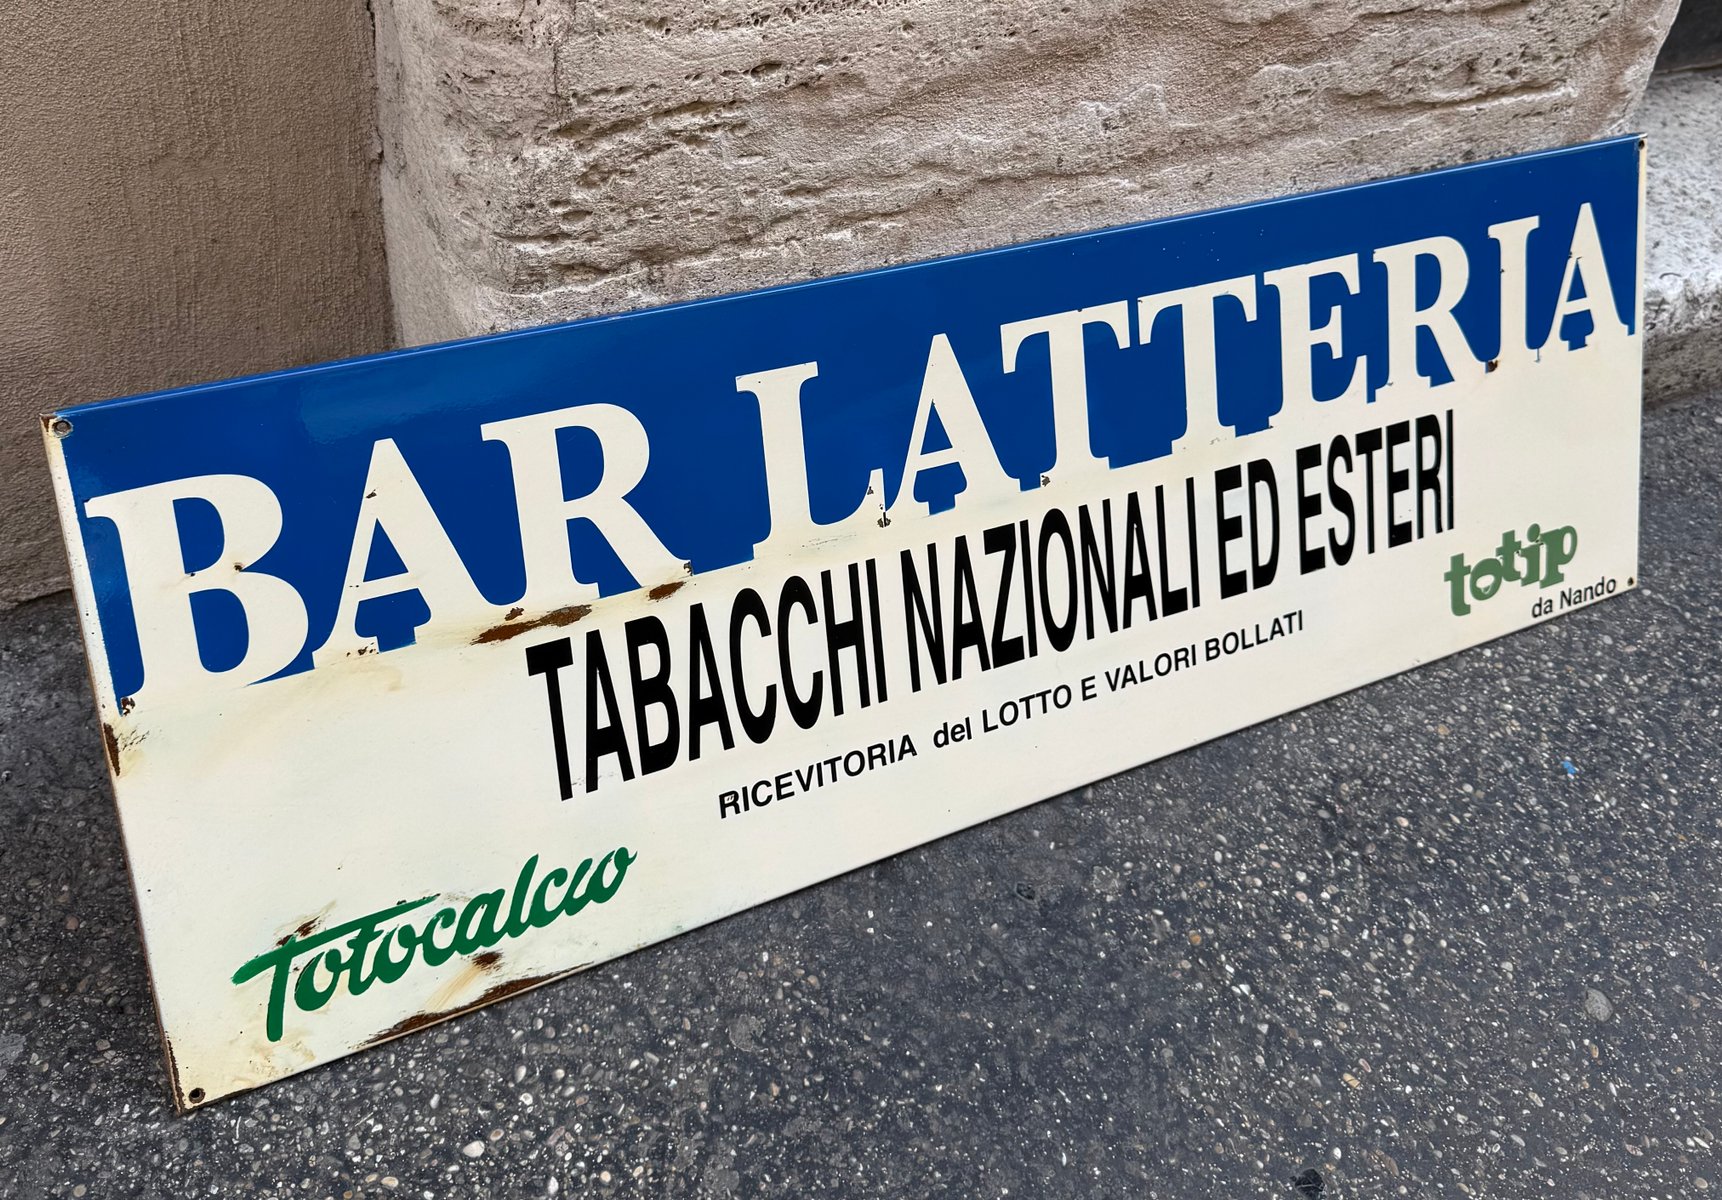 BAR LATTERIA
TABACCHI NAZIONALI ED ESTERI
RICEVITORIA del LOTTO E VALORI BOLLATI
totip
da Nando
Totocalcio